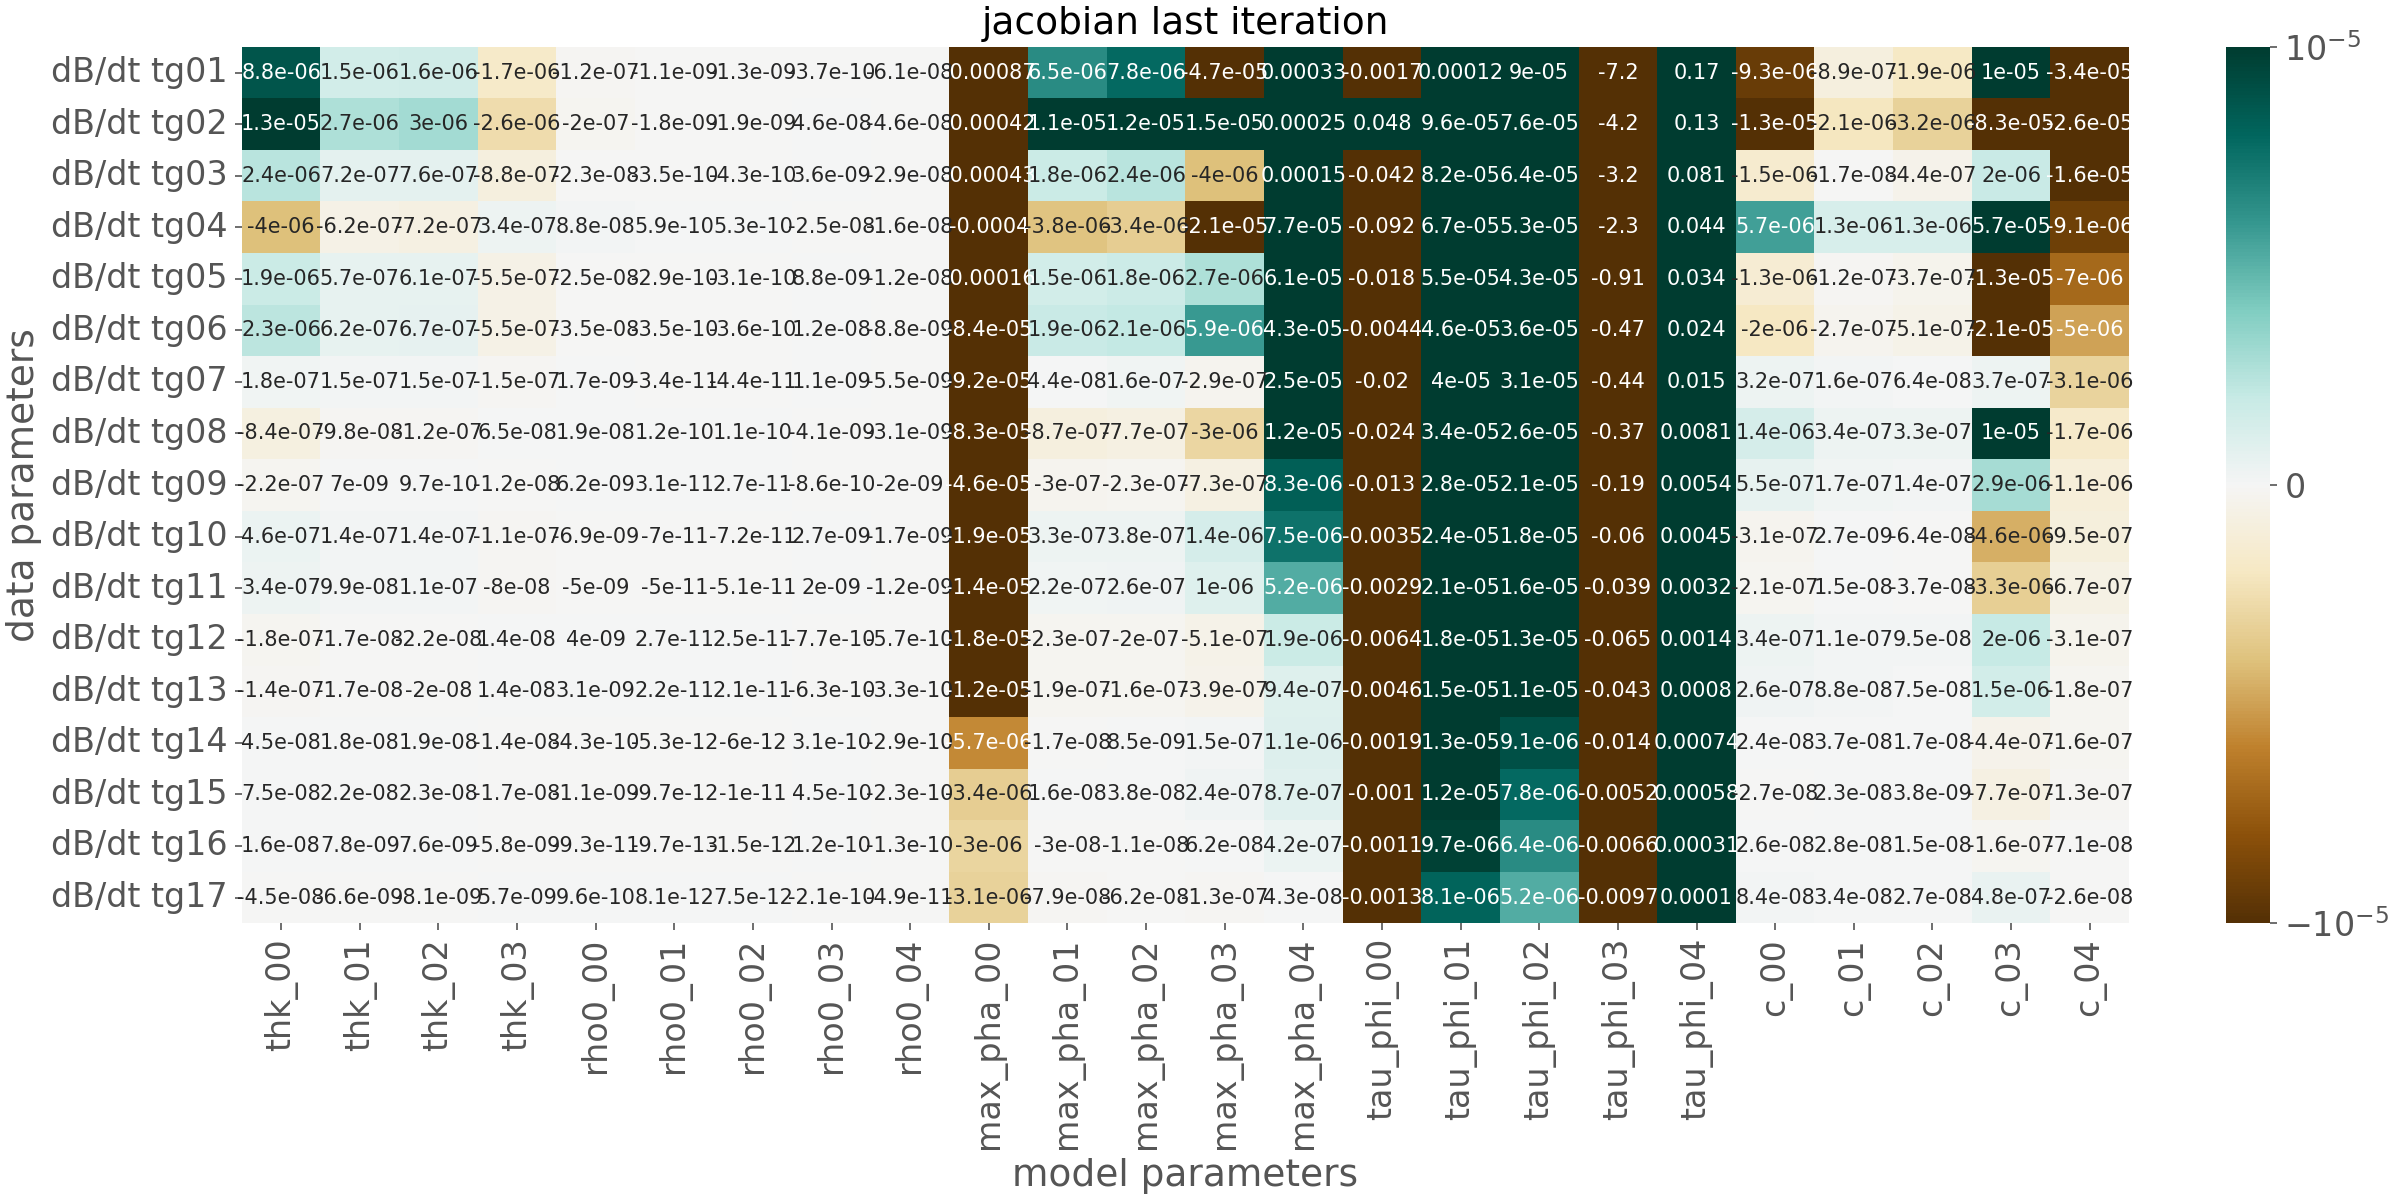 jacobian last iteration
dB/dt tg01 8.8e-06 1.5e-06 1.6e-06 -1.7e-06 -1.2e-07 -1.1e-09 -1.3e-09 -3.7e-10 -6.1e-08 -0.00087 6.5e-06 7.8e-06 -4.7e-05 0.00033 -0.0017 0.00012 9e-05 -7.2 0.17 -9.3e-06 -8.9e-07 -1.9e-06 1e-05 -3.4e-05
dB/dt tg02 1.3e-05 2.7e-06 3e-06 -2.6e-06 -2e-07 -1.8e-09 -1.9e-09 4.6e-08 -4.6e-08 -0.00042 1.1e-05 1.2e-05 1.5e-05 0.00025 0.048 9.6e-05 7.6e-05 -4.2 0.13 -1.3e-05 -2.1e-06 -3.2e-06 -8.3e-05 -2.6e-05
dB/dt tg03 2.4e-06 7.2e-07 7.6e-07 -8.8e-07 -2.3e-08 -3.5e-10 -4.3e-10 3.6e-09 -2.9e-08 -0.00043 1.8e-06 2.4e-06 -4e-06 0.00015 -0.042 8.2e-05 6.4e-05 -3.2 0.081 -1.5e-06 -1.7e-08 -4.4e-07 2e-06 -1.6e-05
dB/dt tg04 -4e-06 -6.2e-07 -7.2e-07 3.4e-07 8.8e-08 5.9e-10 5.3e-10 -2.5e-08 -1.6e-08 -0.0004 -3.8e-06 -3.4e-06 -2.1e-05 7.7e-05 -0.092 6.7e-05 5.3e-05 -2.3 0.044 5.7e-06 1.3e-06 1.3e-06 5.7e-05 -9.1e-06
dB/dt tg05 1.9e-06 5.7e-07 6.1e-07 -5.5e-07 -2.5e-08 -2.9e-10 -3.1e-10 8.8e-09 -1.2e-08 -0.00016 1.5e-06 1.8e-06 2.7e-06 6.1e-05 -0.018 5.5e-05 4.3e-05 -0.91 0.034 -1.3e-06 -1.2e-07 -3.7e-07 -1.3e-05 -7e-06
dB/dt tg06 2.3e-06 6.2e-07 6.7e-07 -5.5e-07 -3.5e-08 -3.5e-10 -3.6e-10 1.2e-08 -8.8e-09 -8.4e-05 1.9e-06 2.1e-06 5.9e-06 4.3e-05 -0.0044 4.6e-05 3.6e-05 -0.47 0.024 -2e-06 -2.7e-07 -5.1e-07 -2.1e-05 -5e-06
dB/dt tg07 1.8e-07 1.5e-07 1.5e-07 -1.5e-07 1.7e-09 -3.4e-11 -4.4e-11 1.1e-09 -5.5e-09 -9.2e-05 4.4e-08 1.6e-07 -2.9e-07 2.5e-05 -0.02 4e-05 3.1e-05 -0.44 0.015 3.2e-07 1.6e-07 6.4e-08 3.7e-07 -3.1e-06
dB/dt tg08 -8.4e-07 -9.8e-08 -1.2e-07 6.5e-08 1.9e-08 1.2e-10 1.1e-10 -4.1e-09 -3.1e-09 -8.3e-05 -8.7e-07 -7.7e-07 -3e-06 1.2e-05 -0.024 3.4e-05 2.6e-05 -0.37 0.0081 1.4e-06 3.4e-07 3.3e-07 1e-05 -1.7e-06
dB/dt tg09 -2.2e-07 7e-09 9.7e-10 -1.2e-08 6.2e-09 3.1e-11 2.7e-11 -8.6e-10 -2e-09 -4.6e-05 -3e-07 -2.3e-07 -7.3e-07 8.3e-06 -0.013 2.8e-05 2.1e-05 -0.19 0.0054 5.5e-07 1.7e-07 1.4e-07 2.9e-06 -1.1e-06
dB/dt tg10 4.6e-07 1.4e-07 1.4e-07 -1.1e-07 -6.9e-09 -7e-11 -7.2e-11 2.7e-09 -1.7e-09 -1.9e-05 3.3e-07 3.8e-07 1.4e-06 7.5e-06 -0.0035 2.4e-05 1.8e-05 -0.06 0.0045 -3.1e-07 2.7e-09 -6.4e-08 -4.6e-06 -9.5e-07
dB/dt tg11 3.4e-07 9.9e-08 1.1e-07 -8e-08 -5e-09 -5e-11 -5.1e-11 2e-09 -1.2e-09 -1.4e-05 2.2e-07 2.6e-07 1e-06 5.2e-06 -0.0029 2.1e-05 1.6e-05 -0.039 0.0032 -2.1e-07 1.5e-08 -3.7e-08 -3.3e-06 -6.7e-07
dB/dt tg12 -1.8e-07 -1.7e-08 -2.2e-08 1.4e-08 4e-09 2.7e-11 2.5e-11 -7.7e-10 -5.7e-10 -1.8e-05 -2.3e-07 -2e-07 -5.1e-07 1.9e-06 -0.0064 1.8e-05 1.3e-05 -0.065 0.0014 3.4e-07 1.1e-07 9.5e-08 2e-06 -3.1e-07
dB/dt tg13 -1.4e-07 -1.7e-08 -2e-08 1.4e-08 3.1e-09 2.2e-11 2.1e-11 -6.3e-10 -3.3e-10 -1.2e-05 -1.9e-07 -1.6e-07 -3.9e-07 9.4e-07 -0.0046 1.5e-05 1.1e-05 -0.043 0.0008 2.6e-07 8.8e-08 7.5e-08 1.5e-06 -1.8e-07
dB/dt tg14 4.5e-08 1.8e-08 1.9e-08 -1.4e-08 -4.3e-10 -5.3e-12 -6e-12 3.1e-10 -2.9e-10 -5.7e-06 -1.7e-08 8.5e-09 1.5e-07 1.1e-06 -0.0019 1.3e-05 9.1e-06 -0.014 0.00074 2.4e-08 3.7e-08 1.7e-08 -4.4e-07 -1.6e-07
dB/dt tg15 7.5e-08 2.2e-08 2.3e-08 -1.7e-08 -1.1e-09 -9.7e-12 -1e-11 4.5e-10 -2.3e-10 -3.4e-06 1.6e-08 3.8e-08 2.4e-07 8.7e-07 -0.001 1.2e-05 7.8e-06 -0.0052 0.00058 -2.7e-08 2.3e-08 3.8e-09 -7.7e-07 -1.3e-07
dB/dt tg16 1.6e-08 7.8e-09 7.6e-09 -5.8e-09 -9.3e-11 -9.7e-13 -1.5e-12 1.2e-10 -1.3e-10 -3e-06 -3e-08 -1.1e-08 6.2e-08 4.2e-07 -0.0011 9.7e-06 6.4e-06 -0.0066 0.00031 2.6e-08 2.8e-08 1.5e-08 -1.6e-07 -7.1e-08
dB/dt tg17 -4.5e-08 -6.6e-09 -8.1e-09 5.7e-09 9.6e-10 8.1e-12 7.5e-12 -2.1e-10 -4.9e-11 -3.1e-06 -7.9e-08 -6.2e-08 -1.3e-07 4.3e-08 -0.0013 8.1e-06 5.2e-06 -0.0097 0.0001 8.4e-08 3.4e-08 2.7e-08 4.8e-07 -2.6e-08
data parameters
thk_00 thk_01 thk_02 thk_03 rho0_00 rho0_01 rho0_02 rho0_03 rho0_04 max_pha_00 max_pha_01 max_pha_02 max_pha_03 max_pha_04 tau_phi_00 tau_phi_01 tau_phi_02 tau_phi_03 tau_phi_04 c_00 c_01 c_02 c_03 c_04
model parameters
10⁻⁵
0
−10⁻⁵